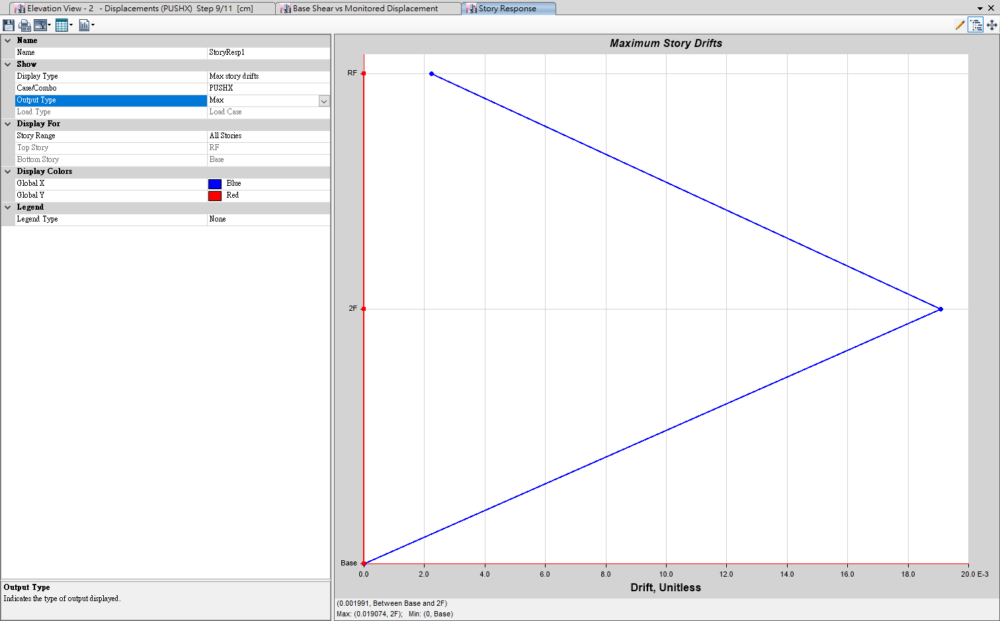 Elevation View - 2 - Displacements (PUSHX) Step 9/11 [cm]
Base Shear vs Monitored Displacement
Story Response
Name
Name StoryResp1
Show
Display Type Max story drifts
Case/Combo PUSHX
Output Type Max
Load Type Load Case
Display For
Story Range All Stories
Top Story RF
Bottom Story Base
Display Colors
Global X Blue
Global Y Red
Legend
Legend Type None
Output Type
Indicates the type of output displayed.
Maximum Story Drifts
RF
2F
Base
0.0 2.0 4.0 6.0 8.0 10.0 12.0 14.0 16.0 18.0 20.0 E-3
Drift, Unitless
(0.001991, Between Base and 2F)
Max: (0.019074, 2F); Min: (0, Base)